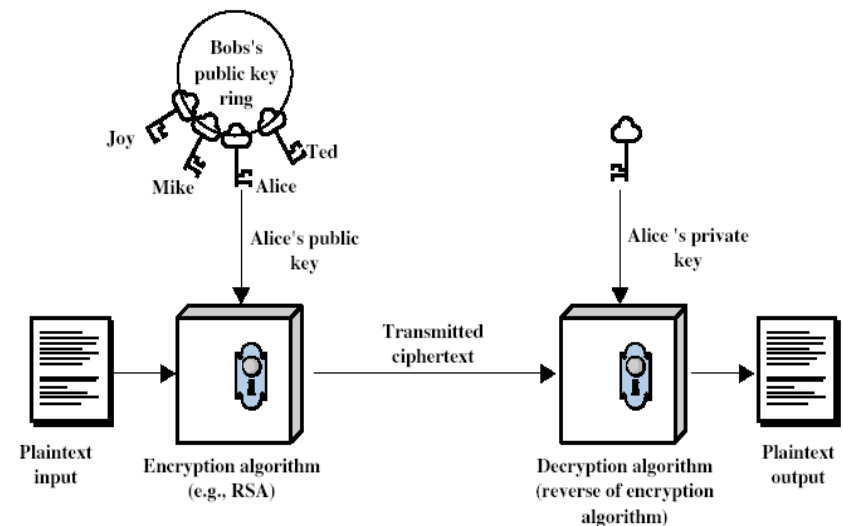 Bobs's
public key
ring
Joy
Ted
Mike
Alice
Alice's public
key
Alice 's private
key
Transmitted
ciphertext
Plaintext
input
Encryption algorithm
(e.g., RSA)
Decryption algorithm
(reverse of encryption
algorithm)
Plaintext
output